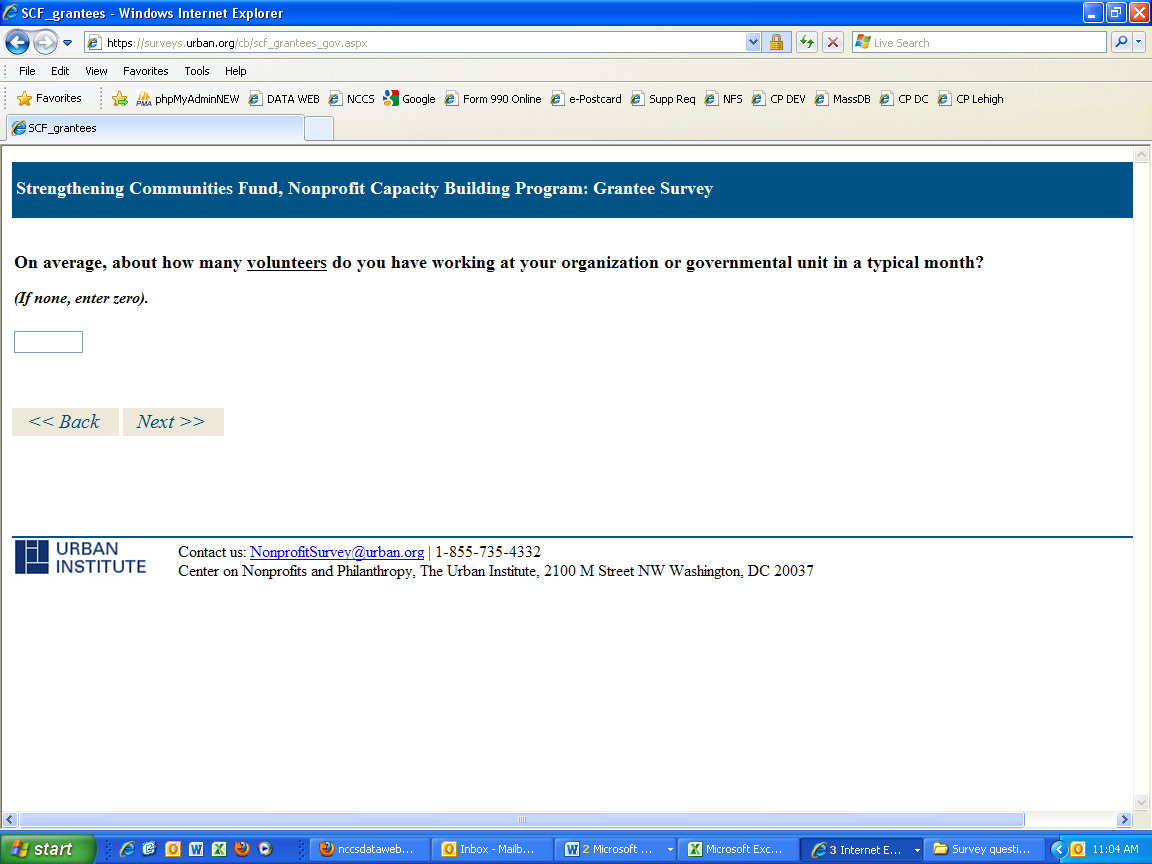 SCF_grantees - Windows Internet Explorer
https://surveys.urban.org/cb/scf_grantees_gov.aspx
Live Search
File Edit View Favorites Tools Help
Favorites phpMyAdminNEW DATA WEB NCCS Google Form 990 Online e-Postcard Supp Req NFS CP DEV MassDB CP DC CP Lehigh
SCF_grantees
Strengthening Communities Fund, Nonprofit Capacity Building Program: Grantee Survey
On average, about how many volunteers do you have working at your organization or governmental unit in a typical month?
(If none, enter zero).
<< Back Next >>
URBAN
INSTITUTE
Contact us: NonprofitSurvey@urban.org | 1-855-735-4332
Center on Nonprofits and Philanthropy, The Urban Institute, 2100 M Street NW Washington, DC 20037
start nccsdataweb... Inbox - Mailb... 2 Microsoft ... Microsoft Exc... 3 Internet E... Survey questi... 11:04 AM